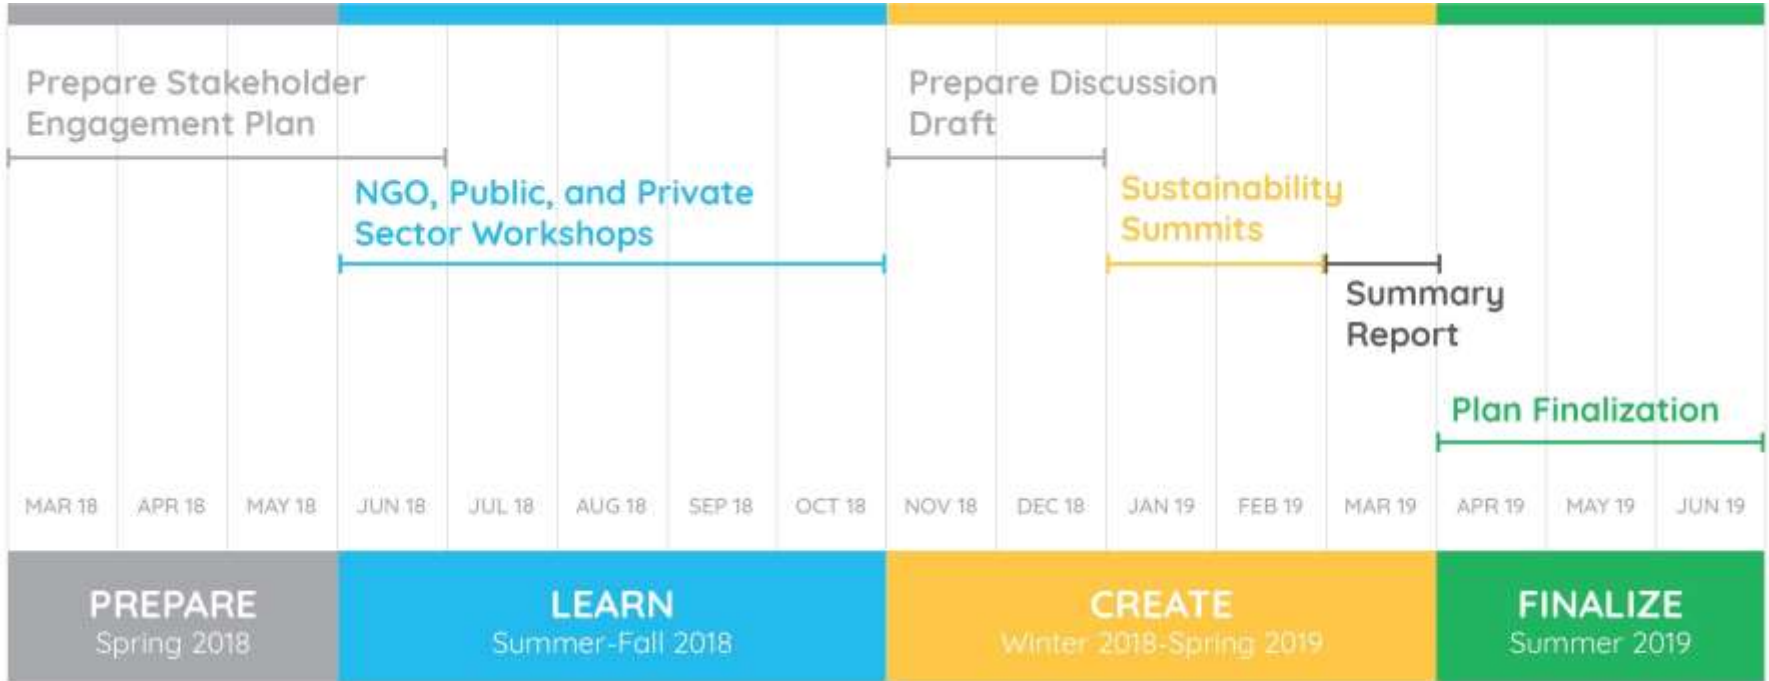 Prepare Stakeholder
Engagement Plan
Prepare Discussion
Draft
NGO, Public, and Private
Sector Workshops
Sustainability
Summits
Summary
Report
Plan Finalization
MAR 18 APR 18 MAY 18 JUN 18 JUL 18 AUG 18 SEP 18 OCT 18 NOV 18 DEC 18 JAN 19 FEB 19 MAR 19 APR 19 MAY 19 JUN 19
PREPARE
Spring 2018
LEARN
Summer-Fall 2018
CREATE
Winter 2018-Spring 2019
FINALIZE
Summer 2019